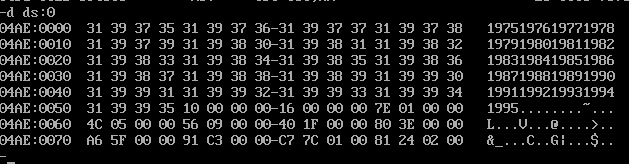 -d ds:0
04AE:0000 31 39 37 35 31 39 37 36-31 39 37 37 31 39 37 38 1975197619771978
04AE:0010 31 39 37 39 31 39 38 30-31 39 38 31 31 39 38 32 1979198019811982
04AE:0020 31 39 38 33 31 39 38 34-31 39 38 35 31 39 38 36 1983198419851986
04AE:0030 31 39 38 37 31 39 38 38-31 39 38 39 31 39 39 30 1987198819891990
04AE:0040 31 39 39 31 31 39 39 32-31 39 39 33 31 39 39 34 1991199219931994
04AE:0050 31 39 39 35 10 00 00 00-16 00 00 00 7E 01 00 00 1995........~...
04AE:0060 4C 05 00 00 56 09 00 00-40 1F 00 00 80 3E 00 00 L...V...@....>..
04AE:0070 A6 5F 00 00 91 C3 00 00-C7 7C 01 00 81 24 02 00 &_...C..G|...$..
-